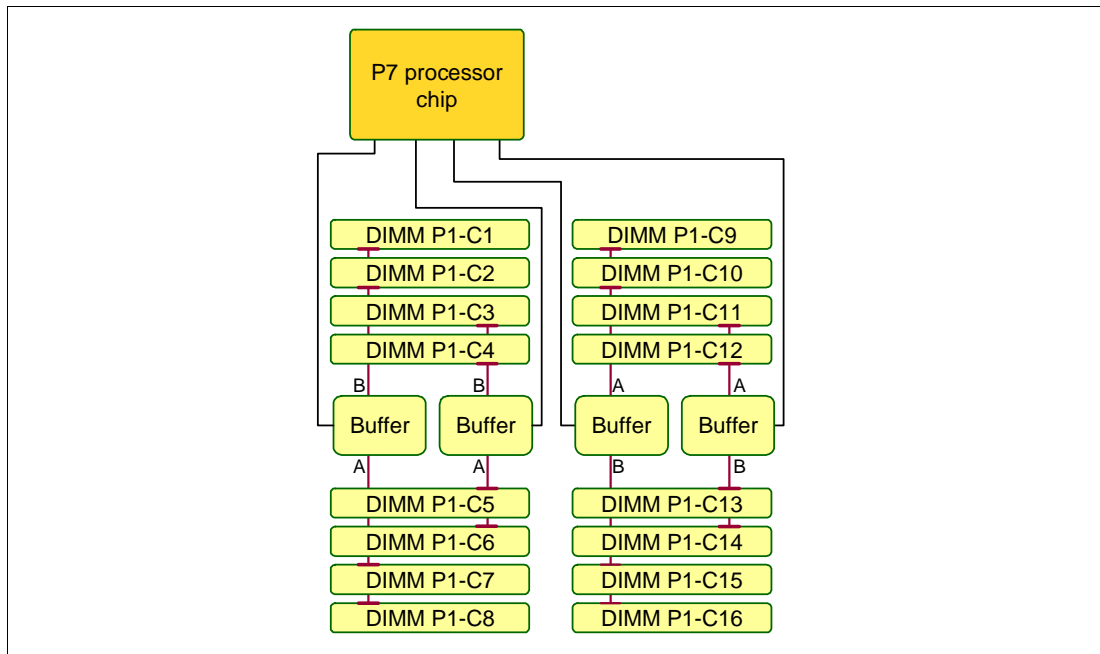 P7 processor
chip
DIMM P1-C1
DIMM P1-C2
DIMM P1-C3
DIMM P1-C4
DIMM P1-C9
DIMM P1-C10
DIMM P1-C11
DIMM P1-C12
B
B
A
A
Buffer
Buffer
Buffer
Buffer
A
A
B
B
DIMM P1-C5
DIMM P1-C6
DIMM P1-C7
DIMM P1-C8
DIMM P1-C13
DIMM P1-C14
DIMM P1-C15
DIMM P1-C16